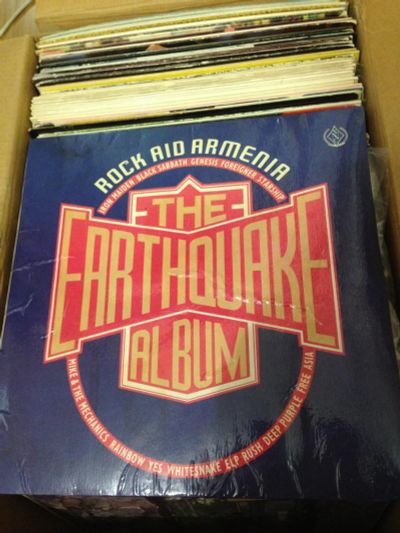 ROCK AID ARMENIA
IRON MAIDEN BLACK SABBATH GENESIS FOREIGNER STARSHIP
THE
EARTHQUAKE
ALBUM
MIKE & THE MECHANICS RAINBOW YES WHITESNAKE ELP RUSH DEEP PURPLE FREE ASIA